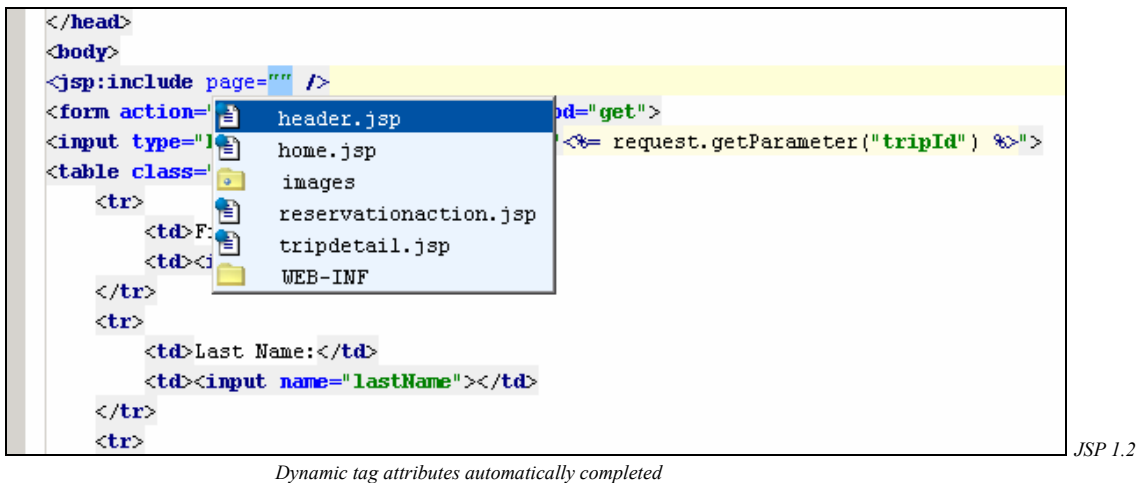 </head>
<body>
<jsp:include page="" />
<form action=" od="get">
header.jsp
<input type="l "<%= request.getParameter("tripId") %>">
home.jsp
<table class="
images
<tr>
reservationaction.jsp
<td>F
tripdetail.jsp
<td><i
WEB-INF
</tr>
<tr>
<td>Last Name:</td>
<td><input name="lastName"></td>
</tr>
<tr>
JSP 1.2
Dynamic tag attributes automatically completed